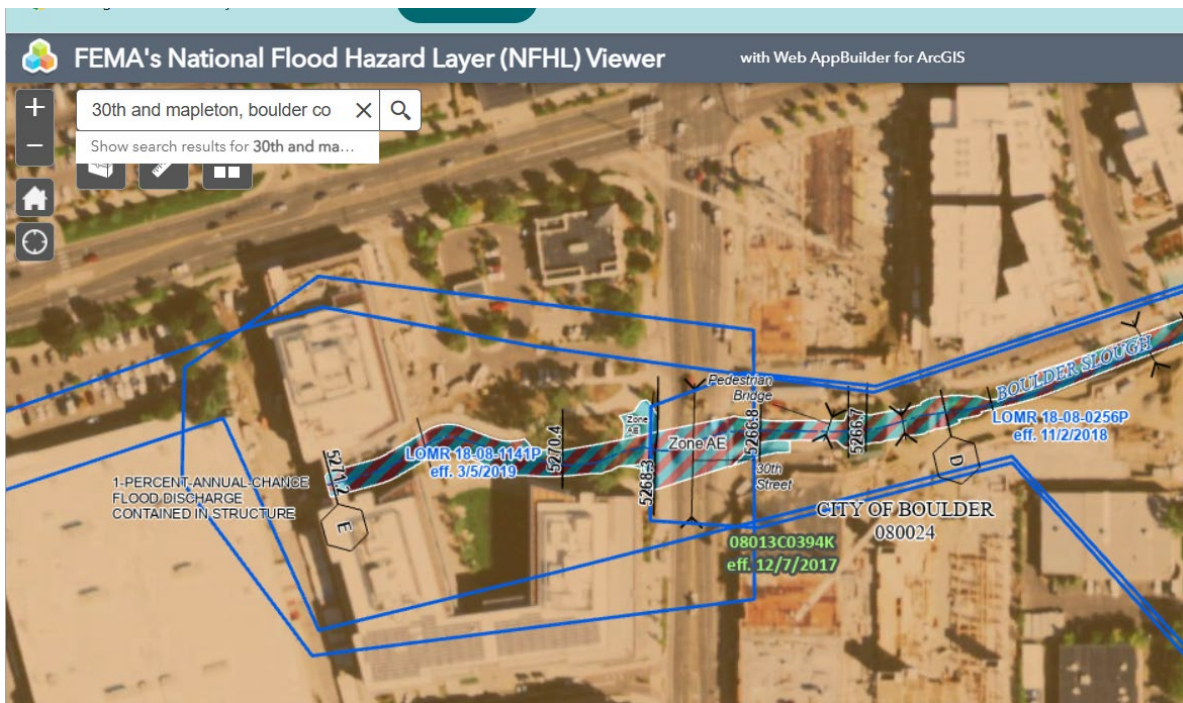 FEMA's National Flood Hazard Layer (NFHL) Viewer
with Web AppBuilder for ArcGIS
30th and mapleton, boulder co
Show search results for 30th and ma...
Pedestrian
Bridge
BOULDER SLOUGH
LOMR 18-08-0256P
eff. 11/2/2018
Zone
AE
Zone AE
5266.8
5266.7
5270.4
5268.3
5271.2
LOMR 18-08-1141P
eff. 3/5/2019
30th
Street
D
1-PERCENT-ANNUAL-CHANCE
FLOOD DISCHARGE
CONTAINED IN STRUCTURE
E
CITY OF BOULDER
080024
08013C0394K
eff. 12/7/2017